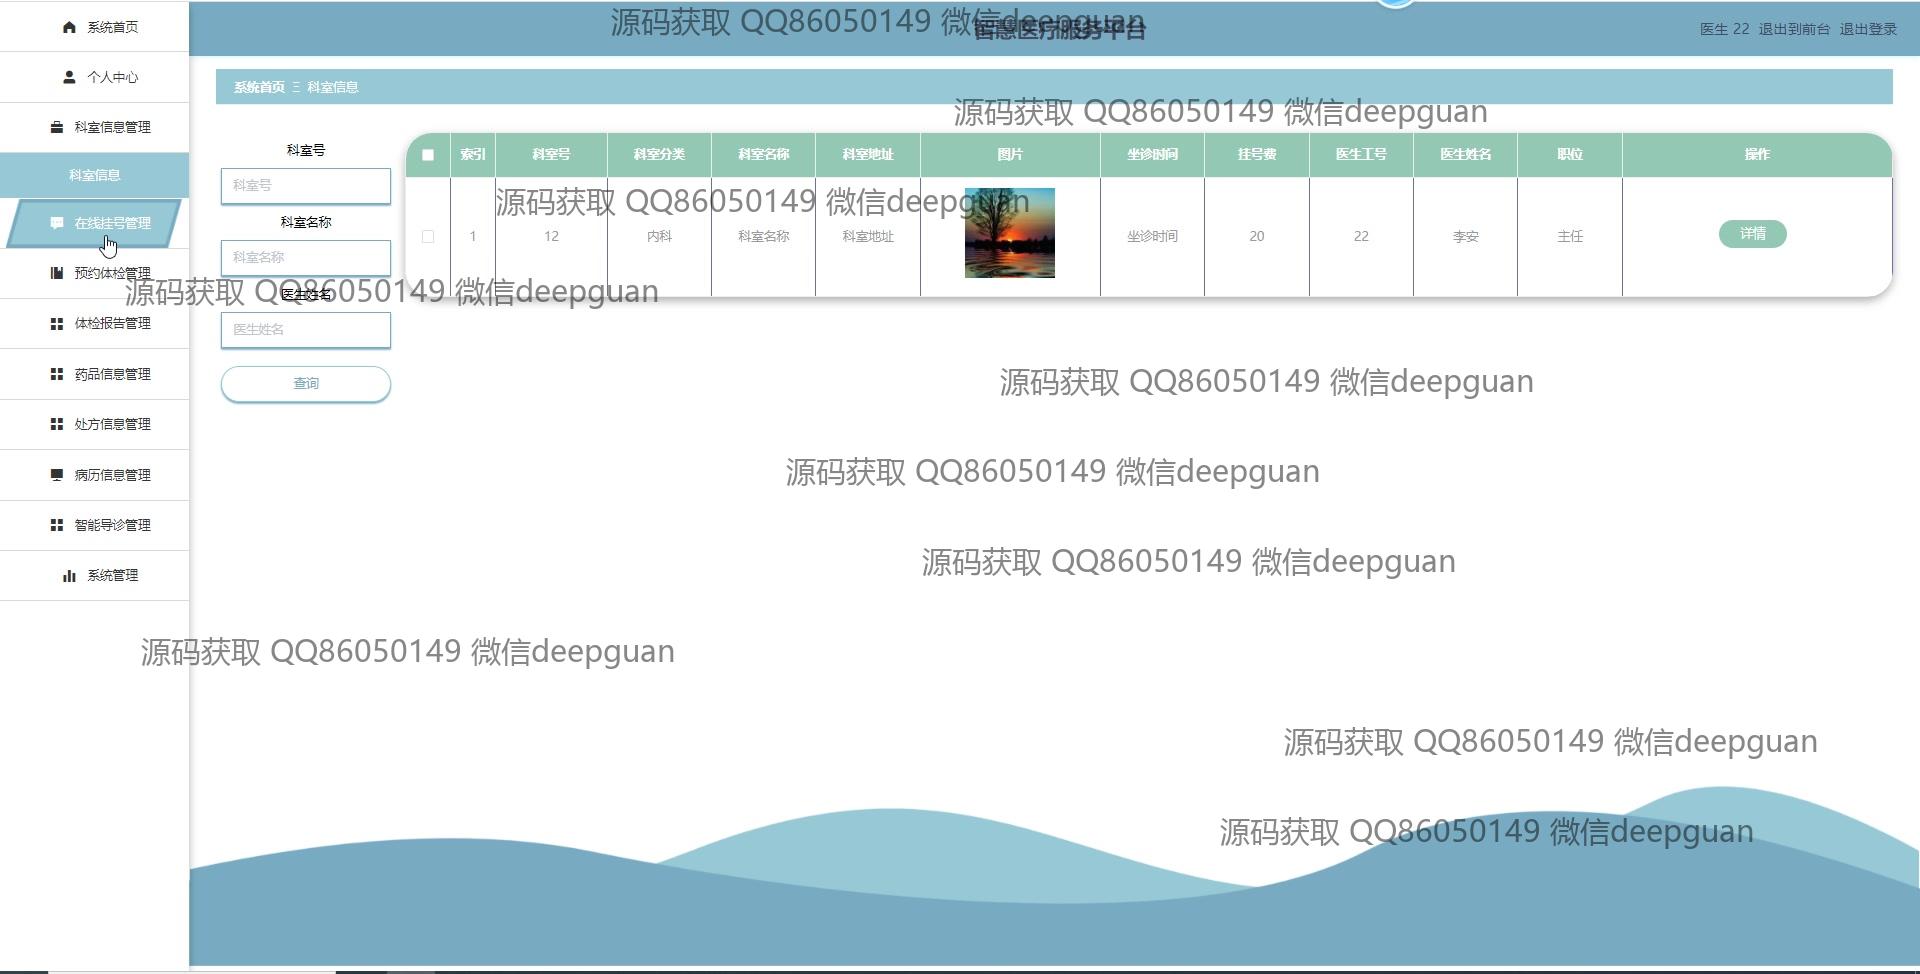 源码获取 QQ86050149 微信deepguan
智慧医疗服务平台
医生 22 退出到前台 退出登录
系统首页
个人中心
科室信息管理
科室信息
在线挂号管理
预约体检管理
体检报告管理
药品信息管理
处方信息管理
病历信息管理
智能导诊管理
系统管理
系统首页 Ξ 科室信息
源码获取 QQ86050149 微信deepguan
科室号
科室号
科室名称
科室名称
医生姓名
医生姓名
查询
索引 科室号 科室分类 科室名称 科室地址 图片 坐诊时间 挂号费 医生工号 医生姓名 职位 操作
源码获取 QQ86050149 微信deepguan
1 12 内科 科室名称 科室地址 坐诊时间 20 22 李安 主任 详情
源码获取 QQ86050149 微信deepguan
源码获取 QQ86050149 微信deepguan
源码获取 QQ86050149 微信deepguan
源码获取 QQ86050149 微信deepguan
源码获取 QQ86050149 微信deepguan
源码获取 QQ86050149 微信deepguan
源码获取 QQ86050149 微信deepguan